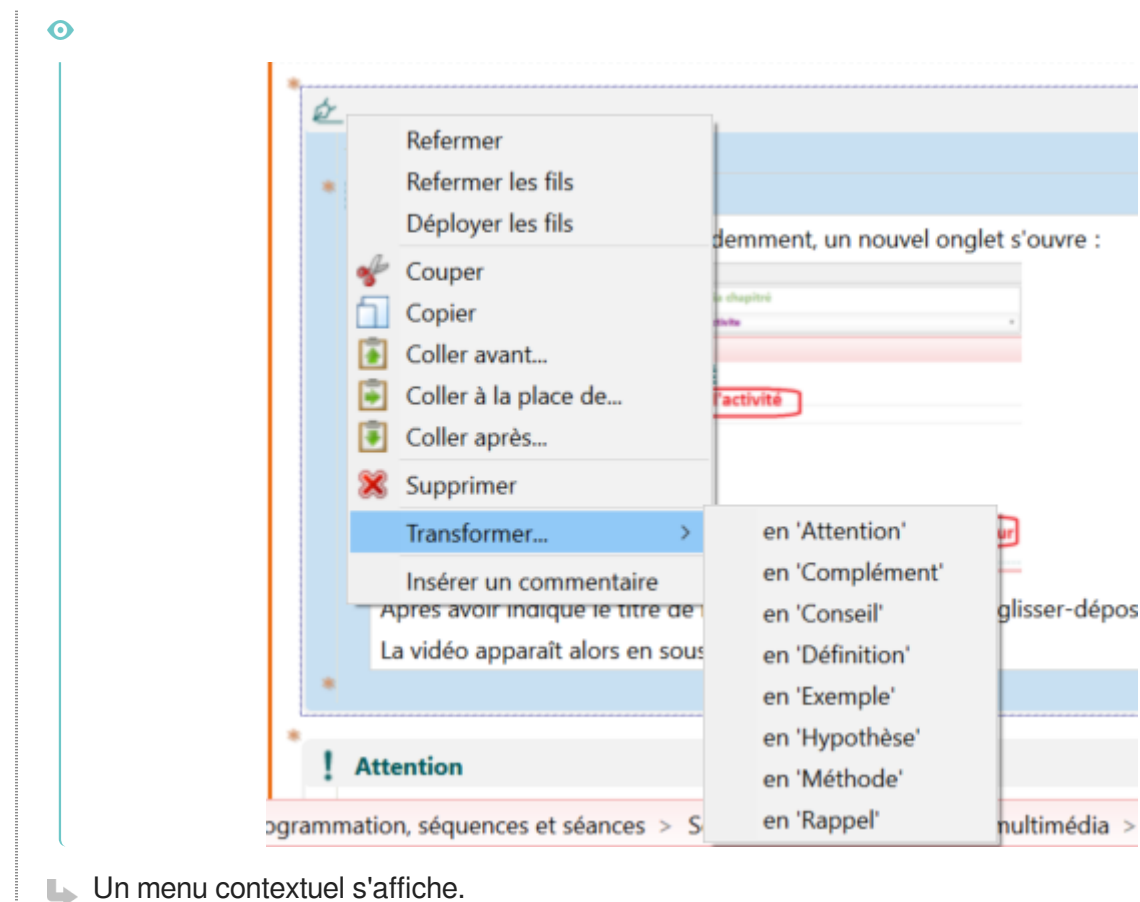 Refermer
Refermer les fils
Déployer les fils
demment, un nouvel onglet s'ouvre :
Couper
chapitré
Copier
Coller avant...
Coller à la place de...
l'activité
Coller après...
Supprimer
Transformer...
en 'Attention'
ur
en 'Complément'
Insérer un commentaire
Après avoir indiqué le titre de
en 'Conseil'
glisser-dépos
La vidéo apparaît alors en sous
en 'Définition'
en 'Exemple'
en 'Hypothèse'
! Attention
en 'Méthode'
ogrammation, séquences et séances > S
en 'Rappel'
multimédia >
Un menu contextuel s'affiche.